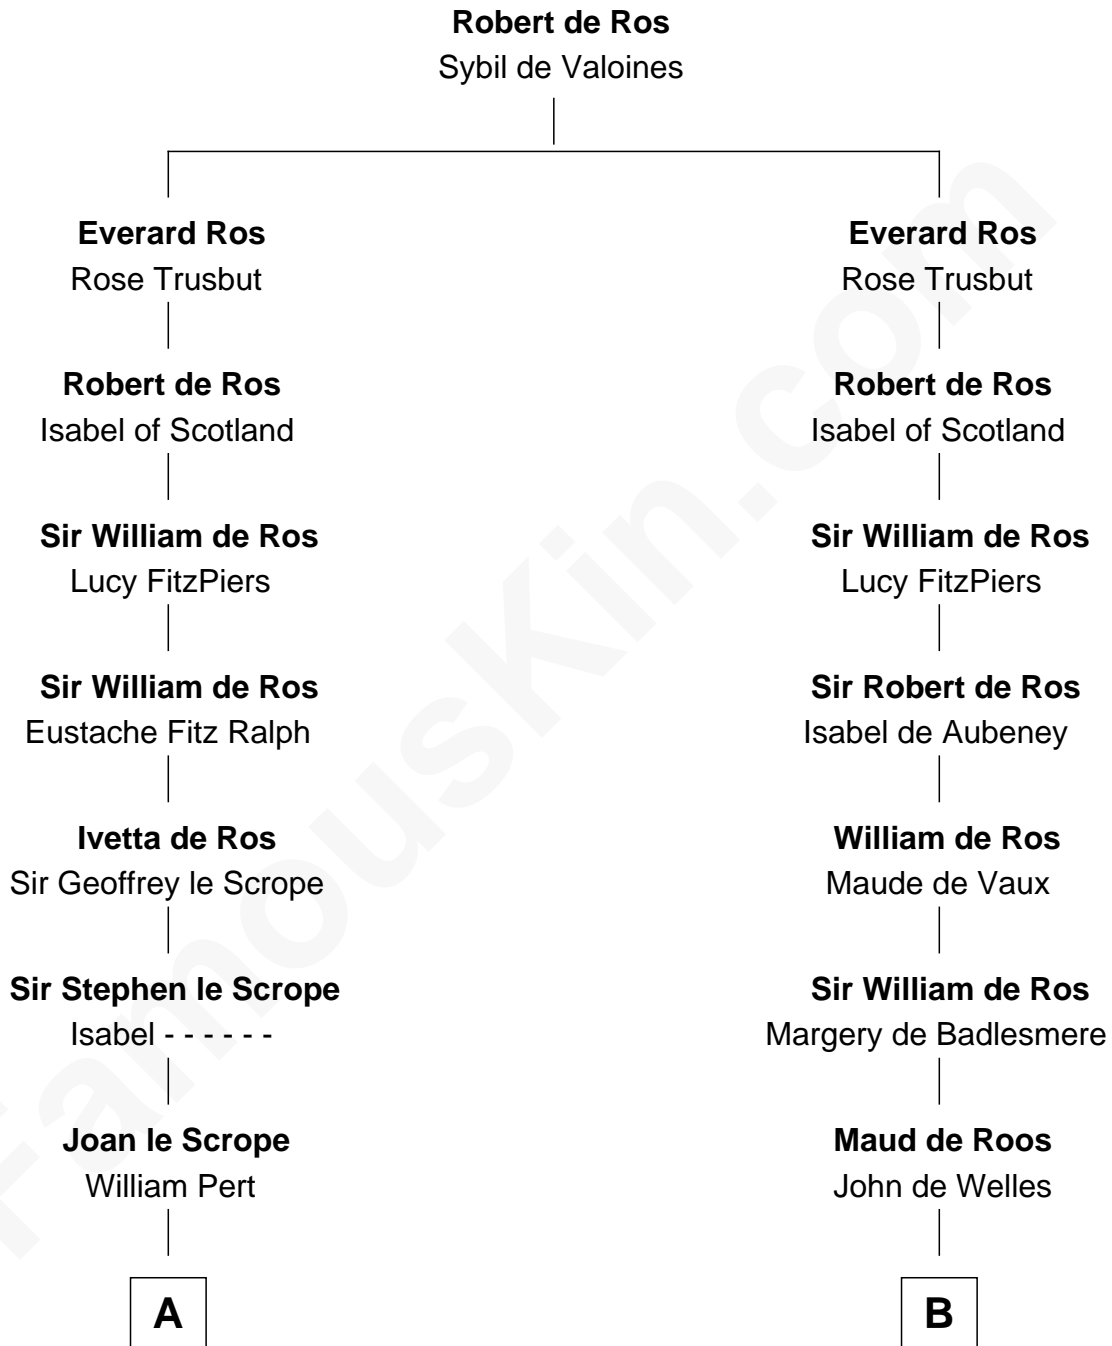 Robert de Ros
Sybil de Valoines
Everard Ros
Rose Trusbut
Robert de Ros
Isabel of Scotland
Sir William de Ros
Lucy FitzPiers
Sir William de Ros
Eustache Fitz Ralph
Ivetta de Ros
Sir Geoffrey le Scrope
Sir Stephen le Scrope
Isabel - - - - - -
Joan le Scrope
William Pert
A
Everard Ros
Rose Trusbut
Robert de Ros
Isabel of Scotland
Sir William de Ros
Lucy FitzPiers
Sir Robert de Ros
Isabel de Aubeney
William de Ros
Maude de Vaux
Sir William de Ros
Margery de Badlesmere
Maud de Roos
John de Welles
B
FamousKin.com